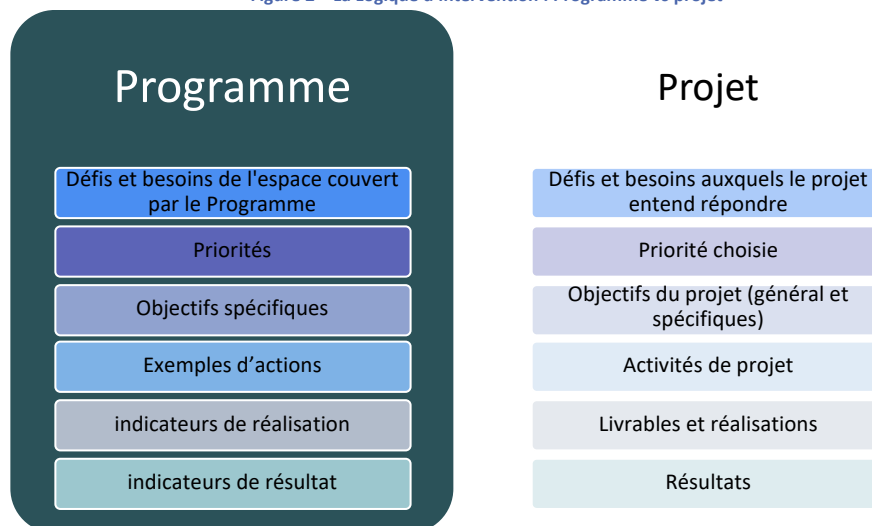 Programme
Défis et besoins de l'espace couvert
par le Programme
Priorités
Objectifs spécifiques
Exemples d’actions
indicateurs de réalisation
indicateurs de résultat
Projet
Défis et besoins auxquels le projet
entend répondre
Priorité choisie
Objectifs du projet (général et
spécifiques)
Activités de projet
Livrables et réalisations
Résultats